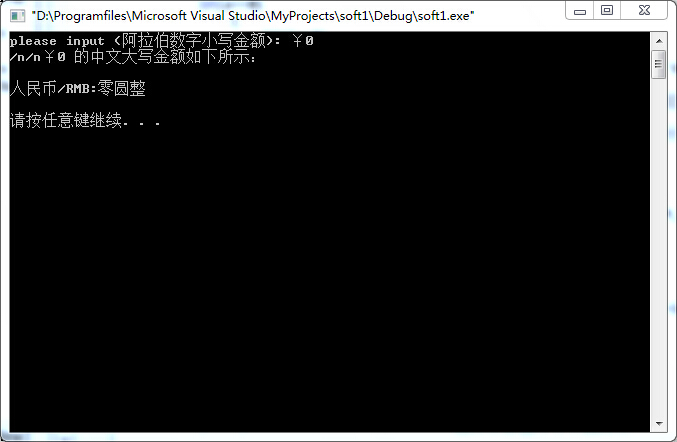 "D:\Programfiles\Microsoft Visual Studio\MyProjects\soft1\Debug\soft1.exe"
please input (阿拉伯数字小写金额): ￥0
/n/n￥0 的中文大写金额如下所示:
人民币/RMB:零圆整
请按任意键继续. . .